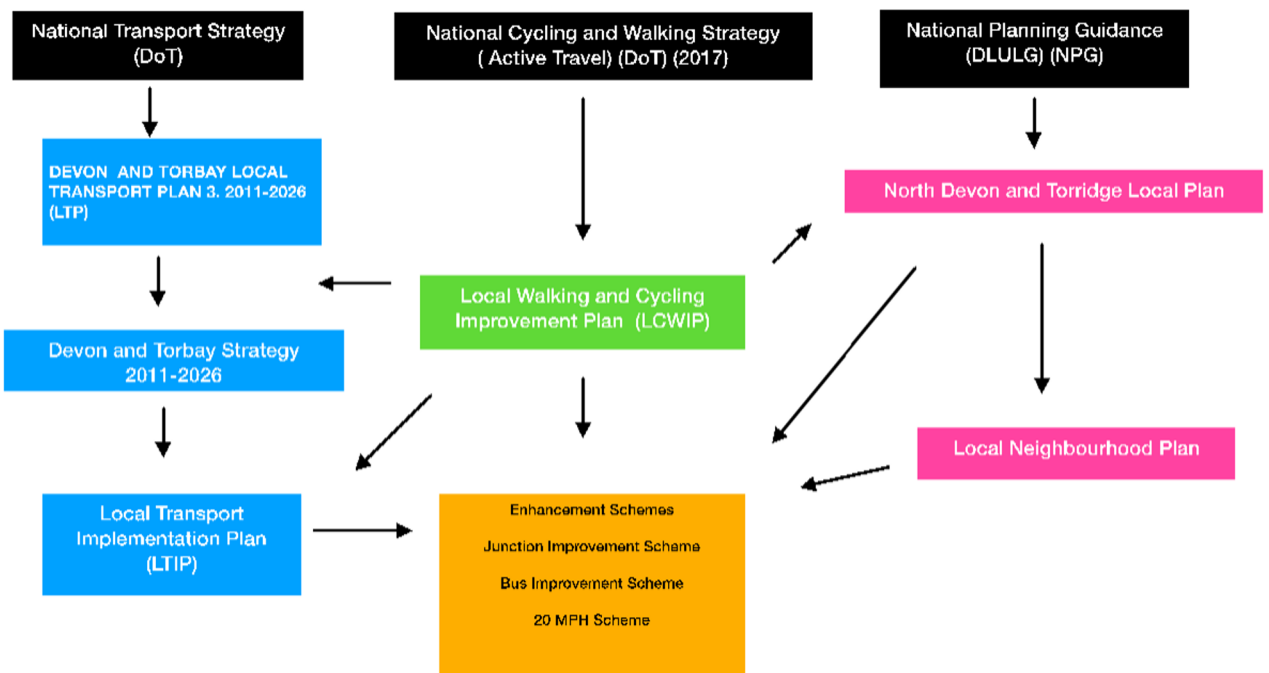 National Transport Strategy
(DoT)
National Cycling and Walking Strategy
( Active Travel) (DoT) (2017)
National Planning Guidance
(DLULG) (NPG)
DEVON AND TORBAY LOCAL
TRANSPORT PLAN 3. 2011-2026
(LTP)
North Devon and Torridge Local Plan
Local Walking and Cycling
Improvement Plan (LCWIP)
Devon and Torbay Strategy
2011-2026
Local Neighbourhood Plan
Local Transport
Implementation Plan
(LTIP)
Enhancement Schemes
Junction Improvement Scheme
Bus Improvement Scheme
20 MPH Scheme